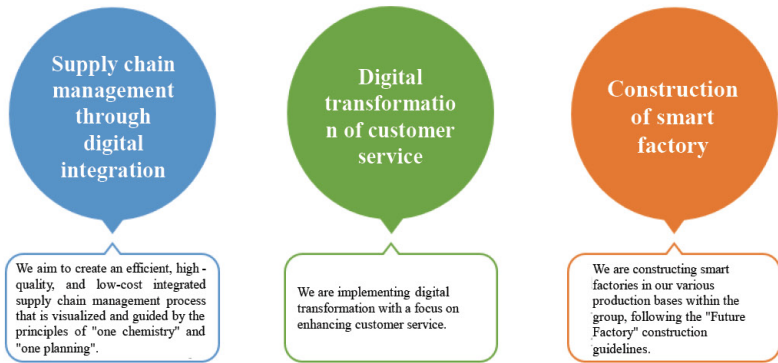 Supply chain
management
through
digital
integration
We aim to create an efficient, high -
quality, and low-cost integrated
supply chain management process
that is visualized and guided by the
principles of "one chemistry" and
"one planning".
Digital
transformatio
n of customer
service
We are implementing digital
transformation with a focus on
enhancing customer service.
Construction
of smart
factory
We are constructing smart
factories in our various
production bases within the
group, following the "Future
Factory" construction
guidelines.